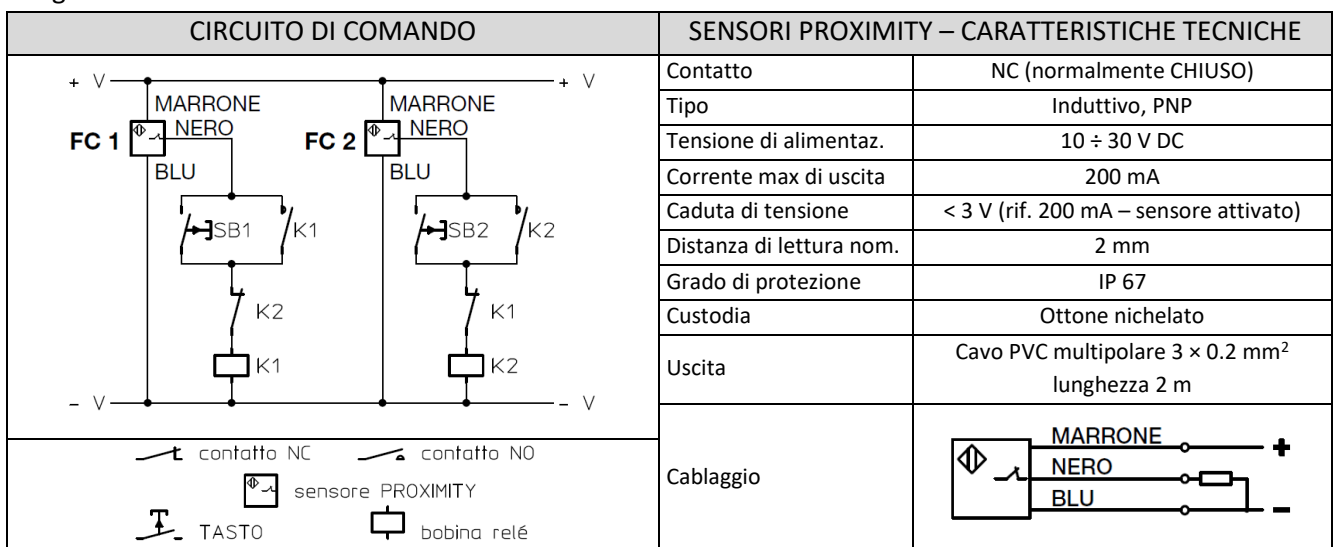 CIRCUITO DI COMANDO
SENSORI PROXIMITY – CARATTERISTICHE TECNICHE
+ V + V
MARRONE MARRONE
NERO NERO
FC 1 FC 2
BLU BLU
SB1 K1 SB2 K2
K2 K1
K1 K2
– V – V
contatto NC contatto NO
sensore PROXIMITY
TASTO bobina relé
Contatto NC (normalmente CHIUSO)
Tipo Induttivo, PNP
Tensione di alimentaz. 10 ÷ 30 V DC
Corrente max di uscita 200 mA
Caduta di tensione < 3 V (rif. 200 mA – sensore attivato)
Distanza di lettura nom. 2 mm
Grado di protezione IP 67
Custodia Ottone nichelato
Uscita Cavo PVC multipolare 3 × 0.2 mm²
lunghezza 2 m
Cablaggio
MARRONE +
NERO
BLU –